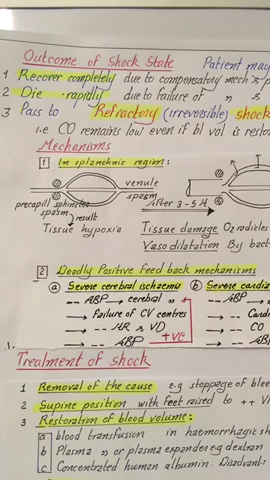 Outcome of Shock State Patient may
1 Recover completely due to compensatory mech s
2 Die rapidly due to failure of " "
3 Pass to Refractory (irreversible) shock
i.e CO remains low even if bl vol is resto
Mechanisms
1 In splanchnic region:
venule
spasm
precapill sphincter
spasm
result
Tissue hypoxia
After 3-5 H
Tissue damage O2 radicles
Vaso dilatation By bact
2 Deadly Positive feed back mechanisms
a Severe cerebral ischaemia b Severe cardia
-- ABP → cerebral " + -- ABP →
→ Failure of CV centres → -- Cardi
→ -- HR & VD → -- CO
→ -- ABP → -- ABP
+ve
Treatment of Shock
1 Removal of the cause e.g stoppage of blee
2 Supine position with feet raised to ++ V
3 Restoration of blood volume:
a blood transfusion in haemorrhagic sh
b Plasma " or plasma expander e.g dextran
c Concentrated human albumin. Disadvant: